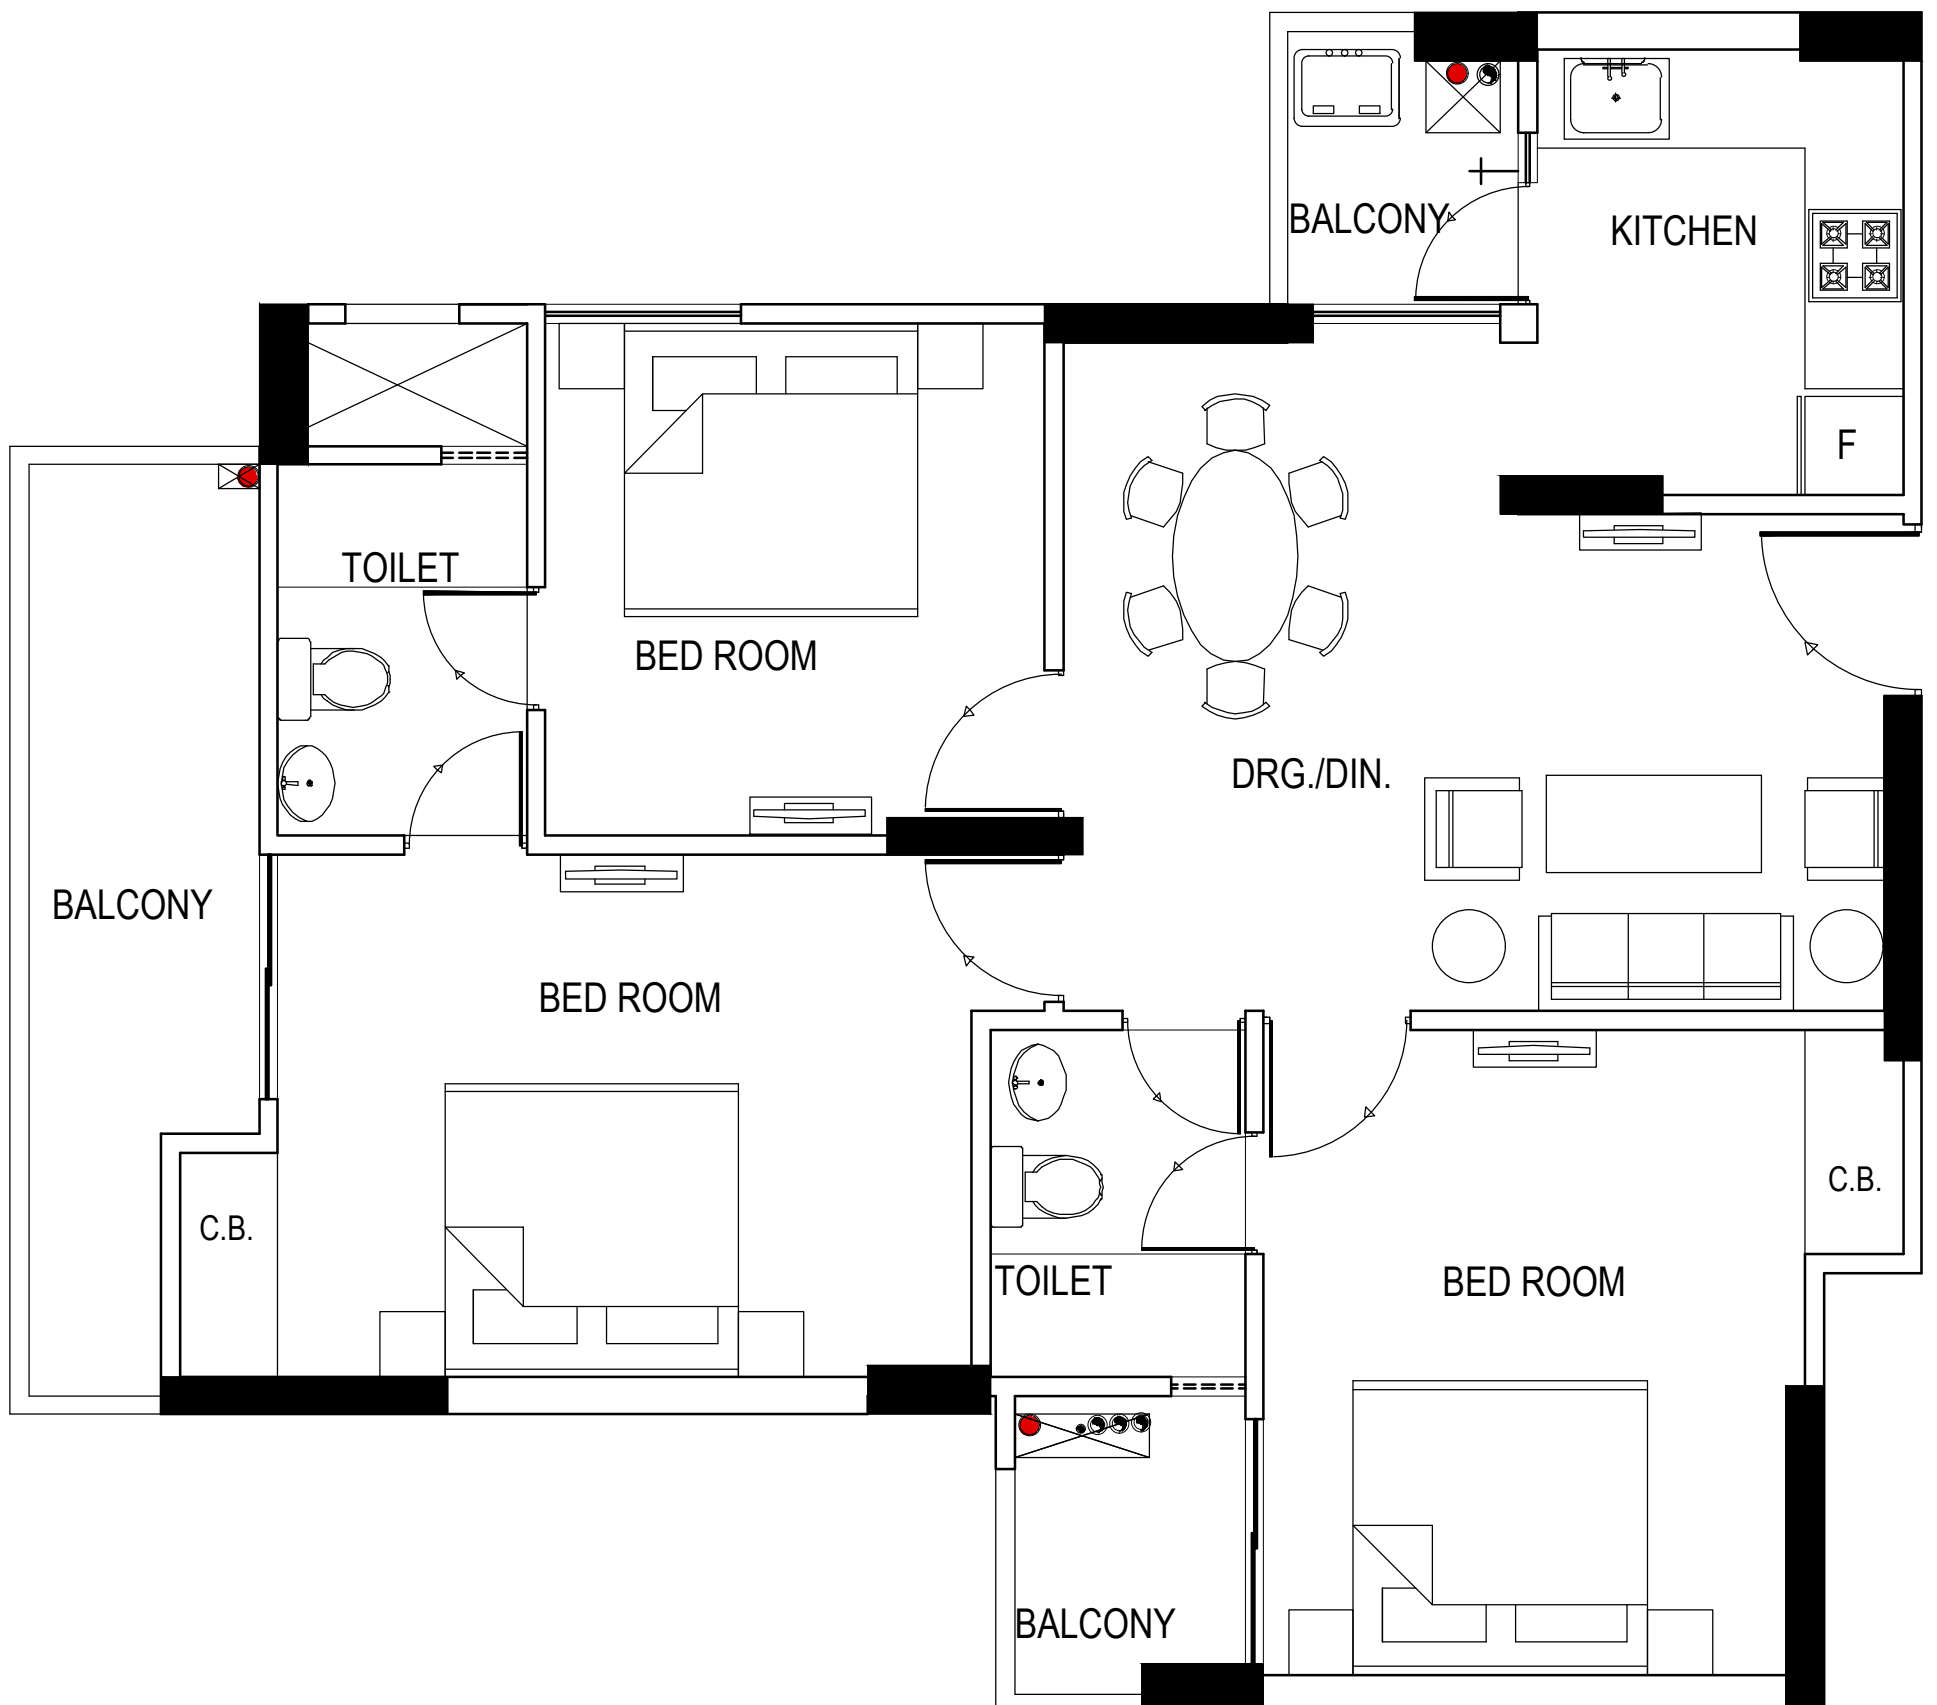 BALCONY
KITCHEN
F
TOILET
BED ROOM
DRG./DIN.
BALCONY
BED ROOM
C.B.
C.B.
TOILET
BED ROOM
BALCONY